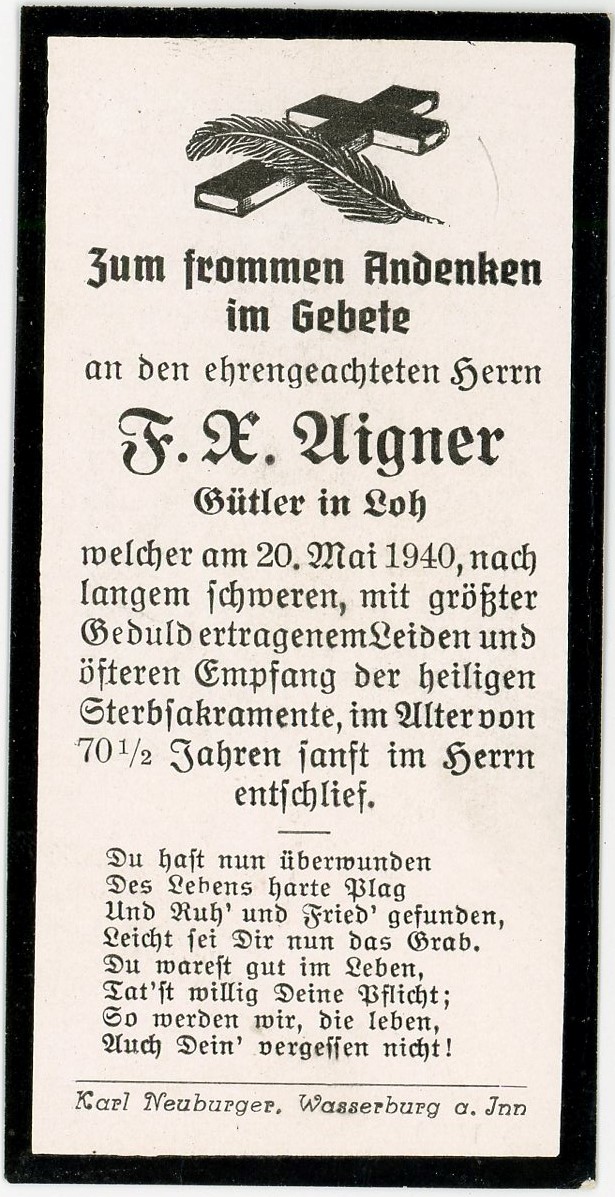 Zum frommen Andenken
im Gebete
an den ehrengeachteten Herrn
F. X. Aigner
Gütler in Loh
welcher am 20. Mai 1940, nach
langem schweren, mit größter
Geduld ertragenem Leiden und
öfteren Empfang der heiligen
Sterbsakramente, im Alter von
70 1/2 Jahren sanft im Herrn
entschlief.
Du hast nun überwunden
Des Lebens harte Plag
Und Ruh' und Fried' gefunden,
Leicht sei Dir nun das Grab.
Du warest gut im Leben,
Tat'st willig Deine Pflicht;
So werden wir, die leben,
Auch Dein' vergessen nicht!
Karl Neuburger, Wasserburg a. Inn